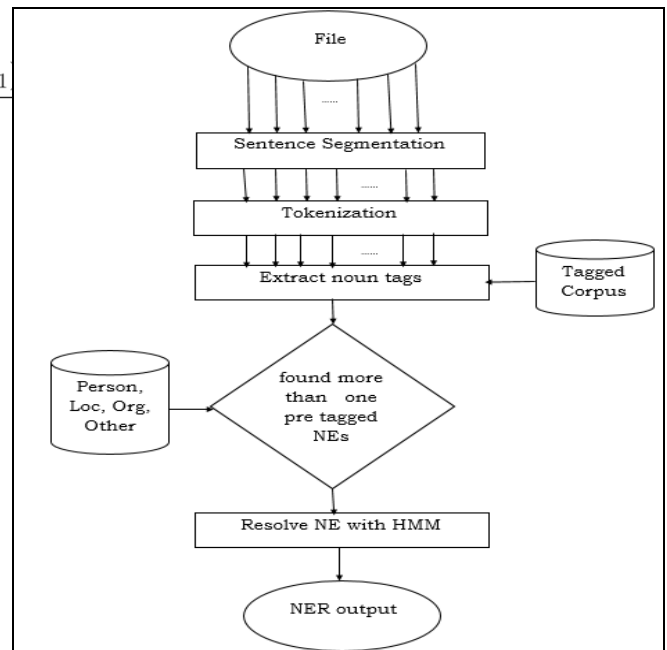 File
1
......
Sentence Segmentation
......
Tokenization
......
Extract noun tags
Tagged
Corpus
found more
than one
pre tagged
NEs
Person,
Loc, Org,
Other
Resolve NE with HMM
NER output